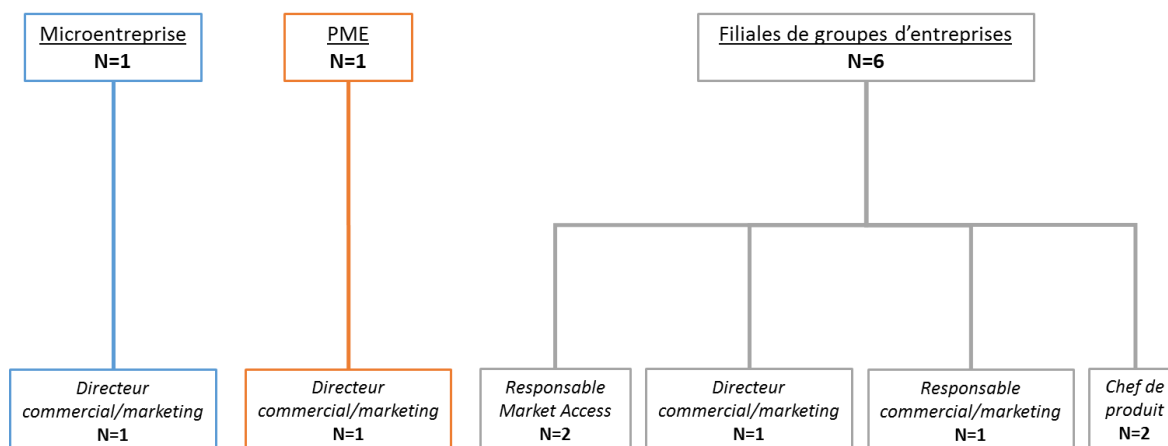 Microentreprise
N=1
PME
N=1
Filiales de groupes d’entreprises
N=6
Directeur
commercial/marketing
N=1
Directeur
commercial/marketing
N=1
Responsable
Market Access
N=2
Directeur
commercial/marketing
N=1
Responsable
commercial/marketing
N=1
Chef de
produit
N=2